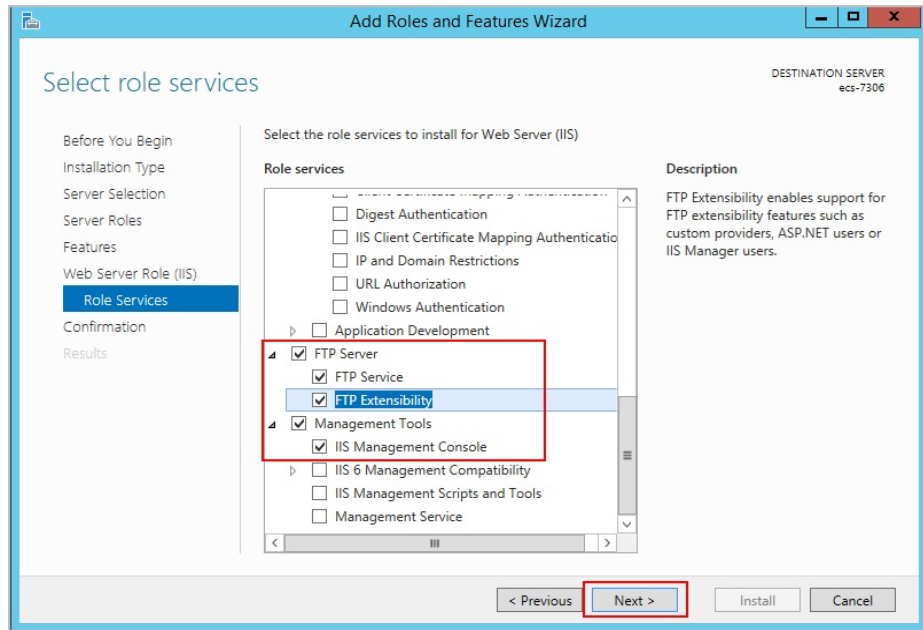 Add Roles and Features Wizard
Select role services
DESTINATION SERVER
ecs-7306
Before You Begin
Installation Type
Server Selection
Server Roles
Features
Web Server Role (IIS)
Role Services
Confirmation
Results
Select the role services to install for Web Server (IIS)
Role services
Digest Authentication
IIS Client Certificate Mapping Authenticatio
IP and Domain Restrictions
URL Authorization
Windows Authentication
Application Development
FTP Server
FTP Service
FTP Extensibility
Management Tools
IIS Management Console
IIS 6 Management Compatibility
IIS Management Scripts and Tools
Management Service
Description
FTP Extensibility enables support for
FTP extensibility features such as
custom providers, ASP.NET users or
IIS Manager users.
< Previous
Next >
Install
Cancel